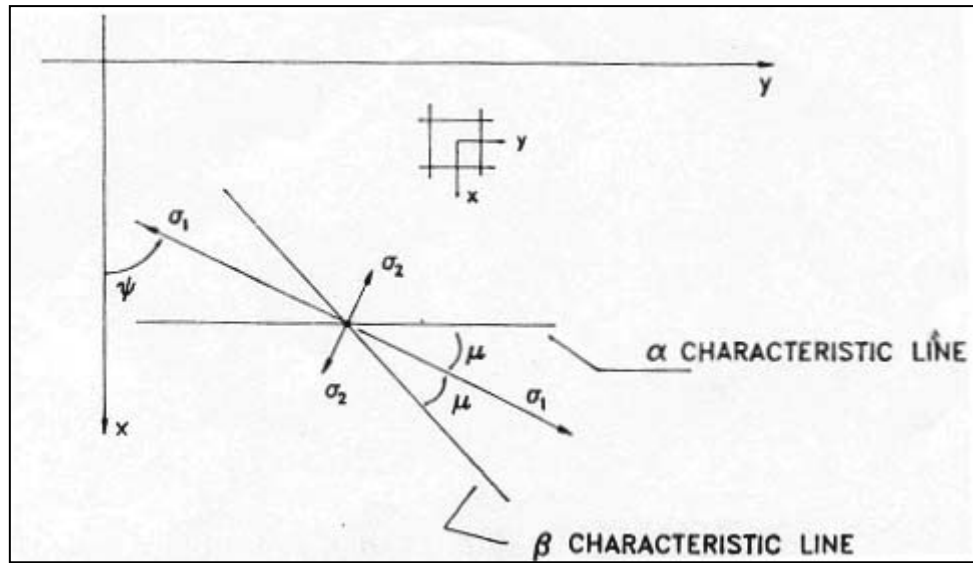 y
y
x
σ₁
ψ
σ₂
μ
α CHARACTERISTIC LINE
σ₂
μ
σ₁
x
β CHARACTERISTIC LINE